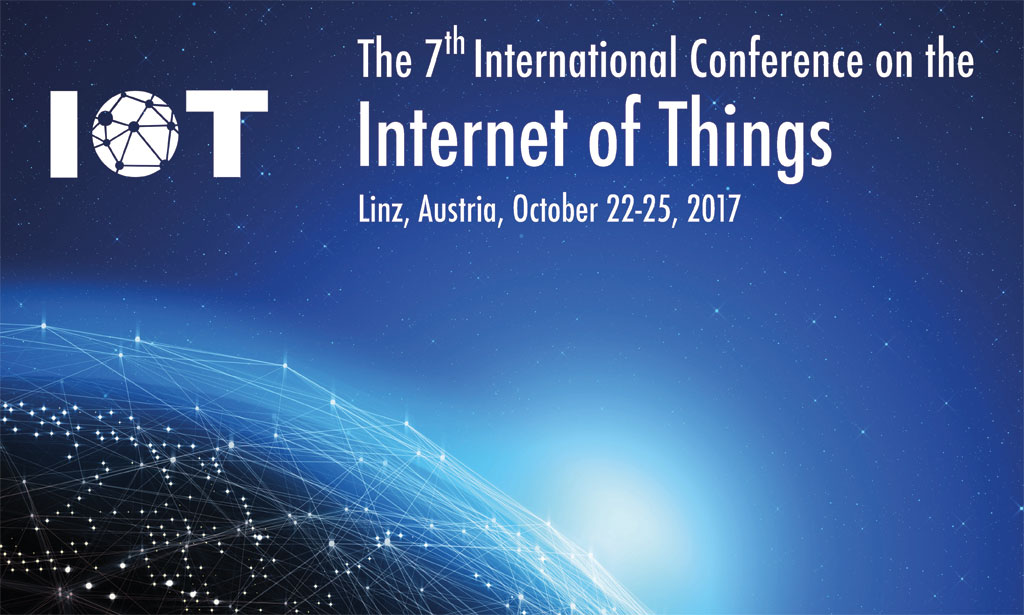 IOT
The 7th International Conference on the
Internet of Things
Linz, Austria, October 22-25, 2017